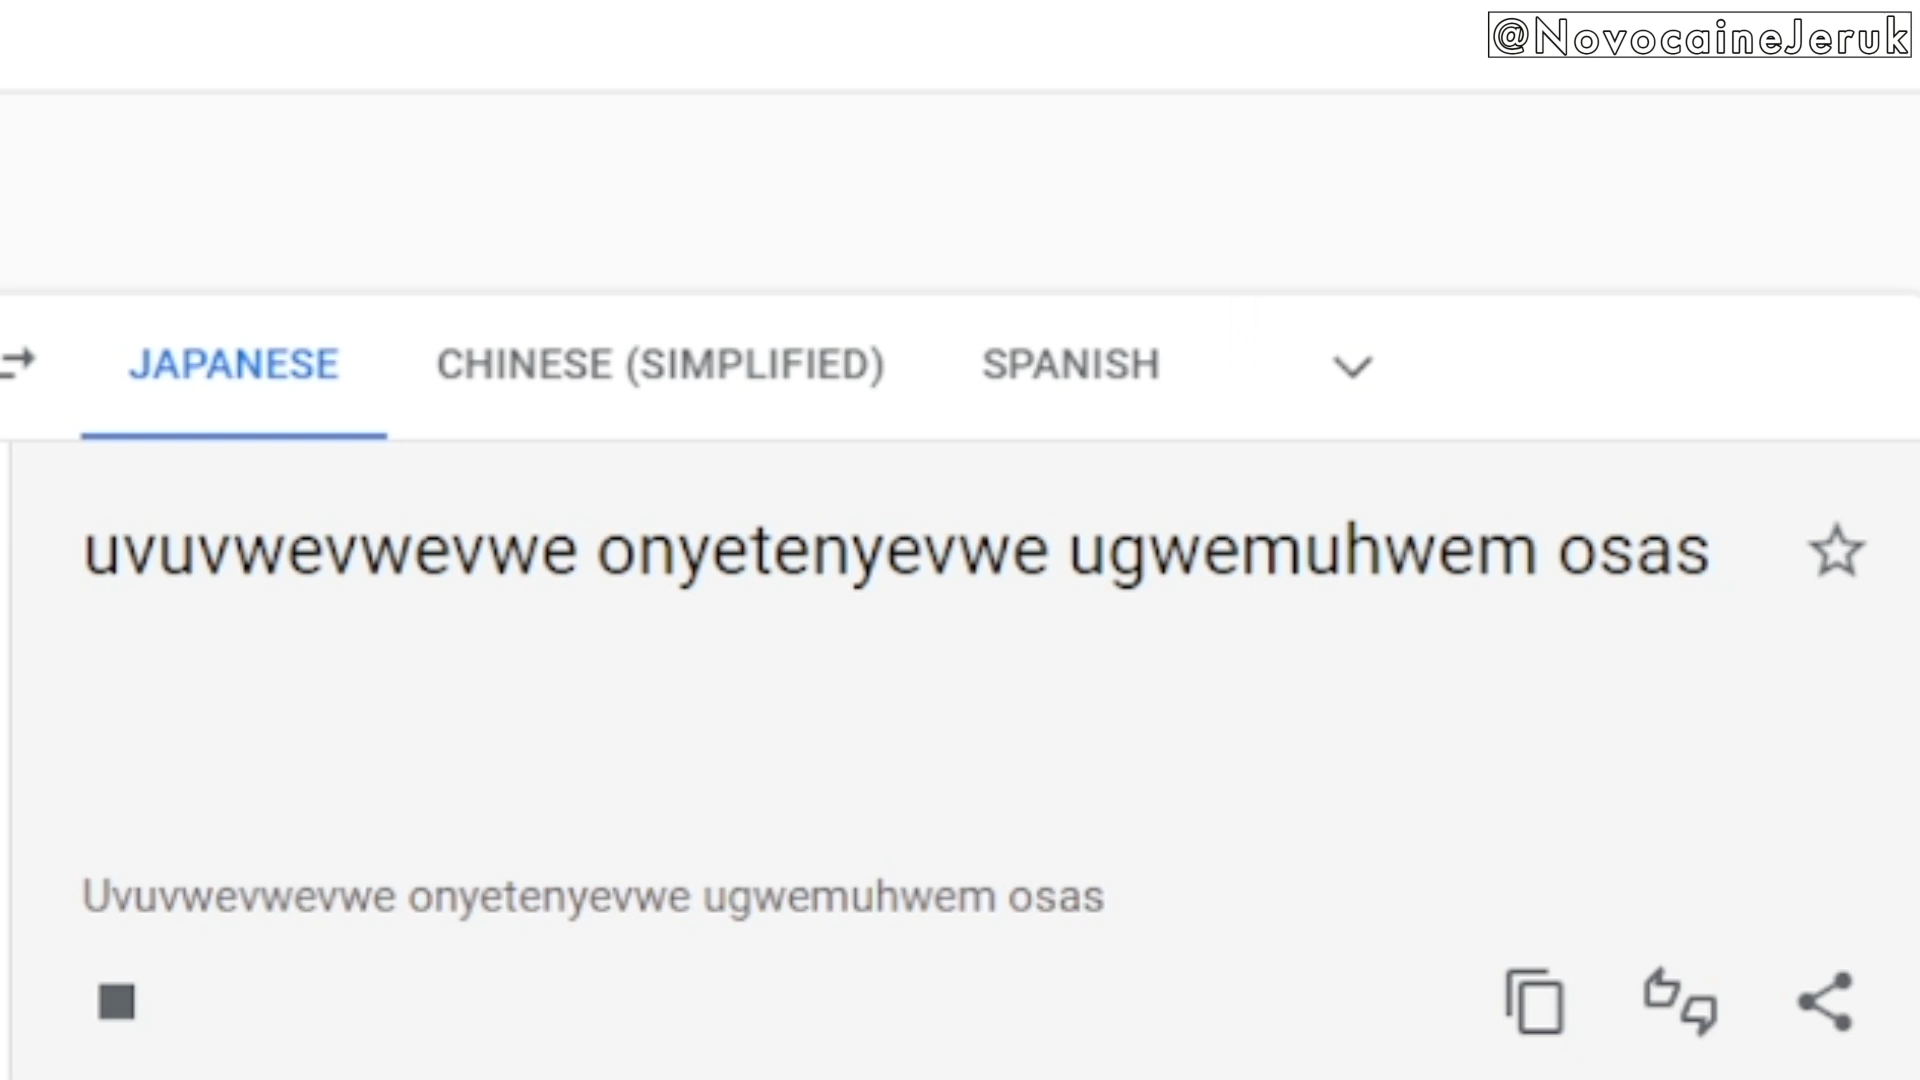 @NovocaineJeruk
JAPANESE CHINESE (SIMPLIFIED) SPANISH
uvuvwevwevwe onyetenyevwe ugwemuhwem osas
Uvuvwevwevwe onyetenyevwe ugwemuhwem osas